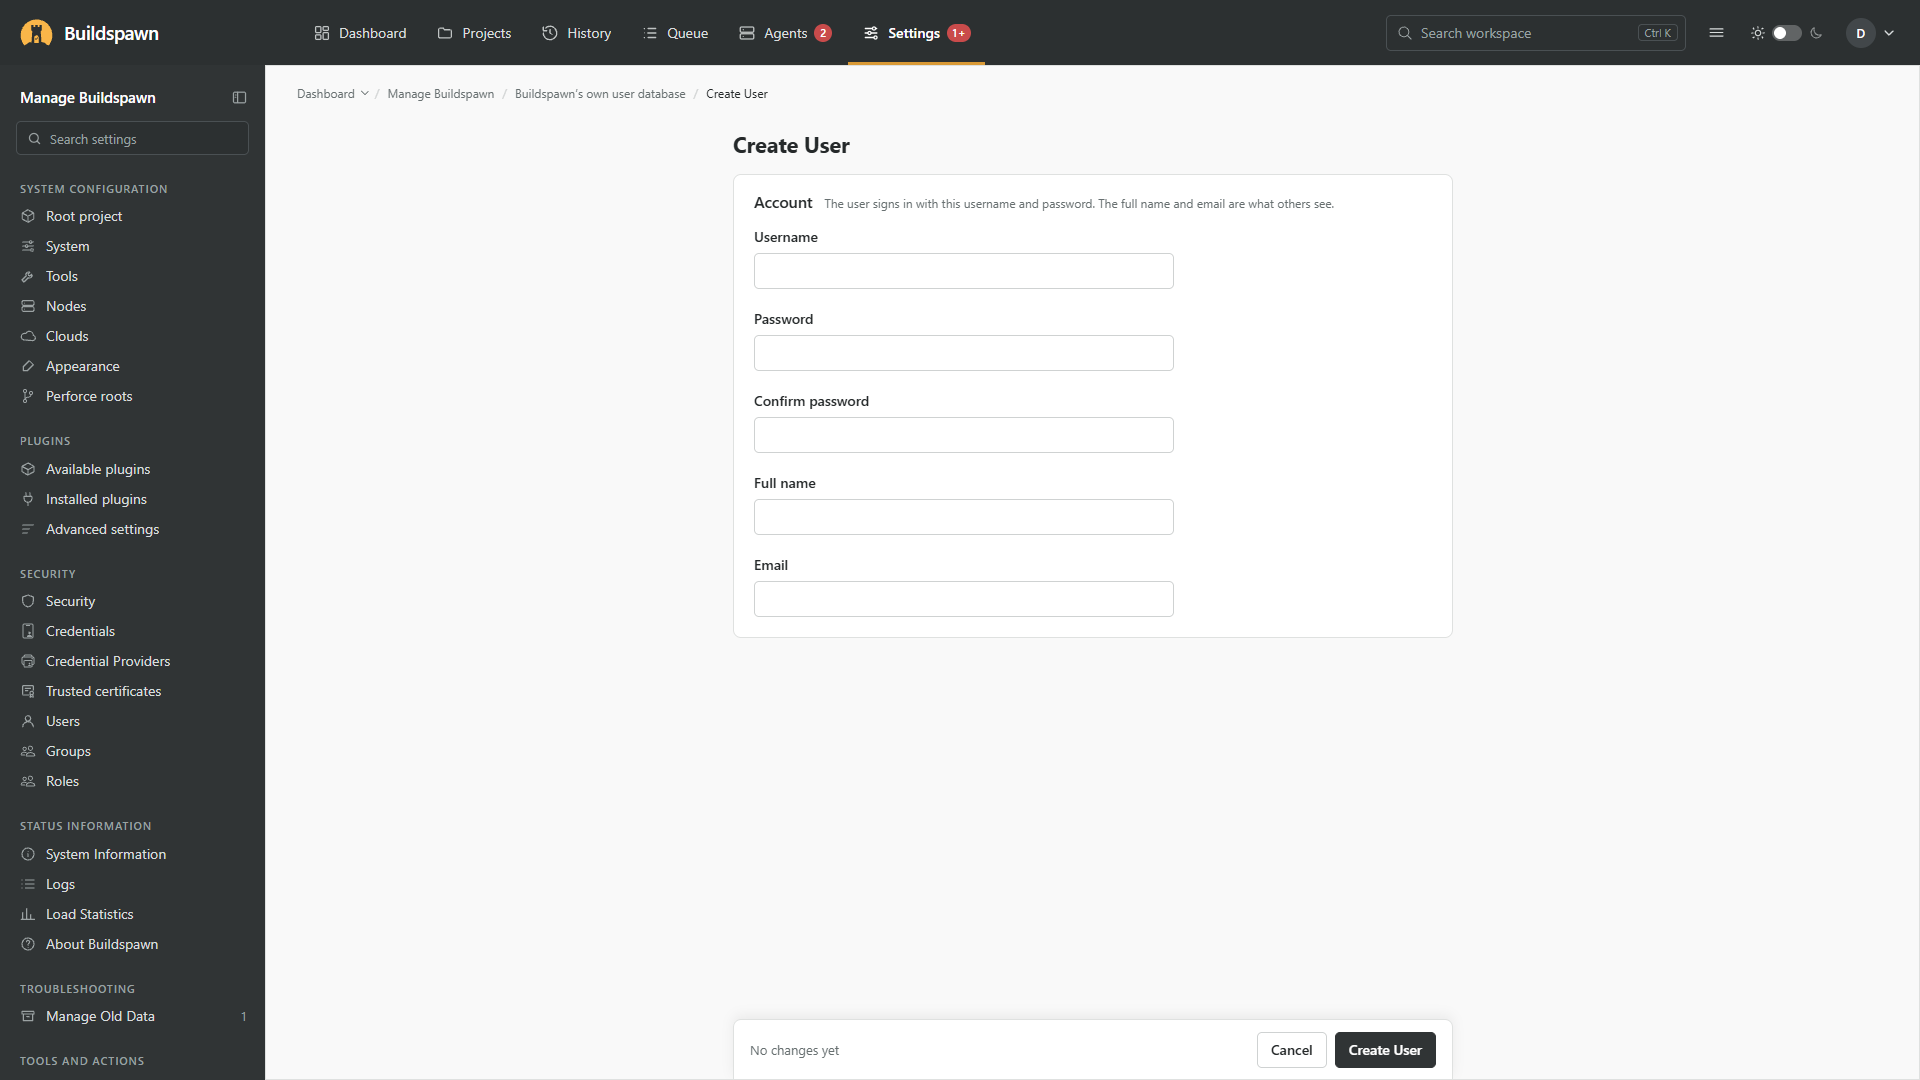 Buildspawn
Dashboard
Projects
History
Queue
Agents 2
Settings 1+
Search workspace Ctrl K
D
Manage Buildspawn
Search settings
SYSTEM CONFIGURATION
Root project
System
Tools
Nodes
Clouds
Appearance
Perforce roots
PLUGINS
Available plugins
Installed plugins
Advanced settings
SECURITY
Security
Credentials
Credential Providers
Trusted certificates
Users
Groups
Roles
STATUS INFORMATION
System Information
Logs
Load Statistics
About Buildspawn
TROUBLESHOOTING
Manage Old Data 1
TOOLS AND ACTIONS
Dashboard / Manage Buildspawn / Buildspawn's own user database / Create User
Create User
Account The user signs in with this username and password. The full name and email are what others see.
Username
Password
Confirm password
Full name
Email
No changes yet
Cancel
Create User